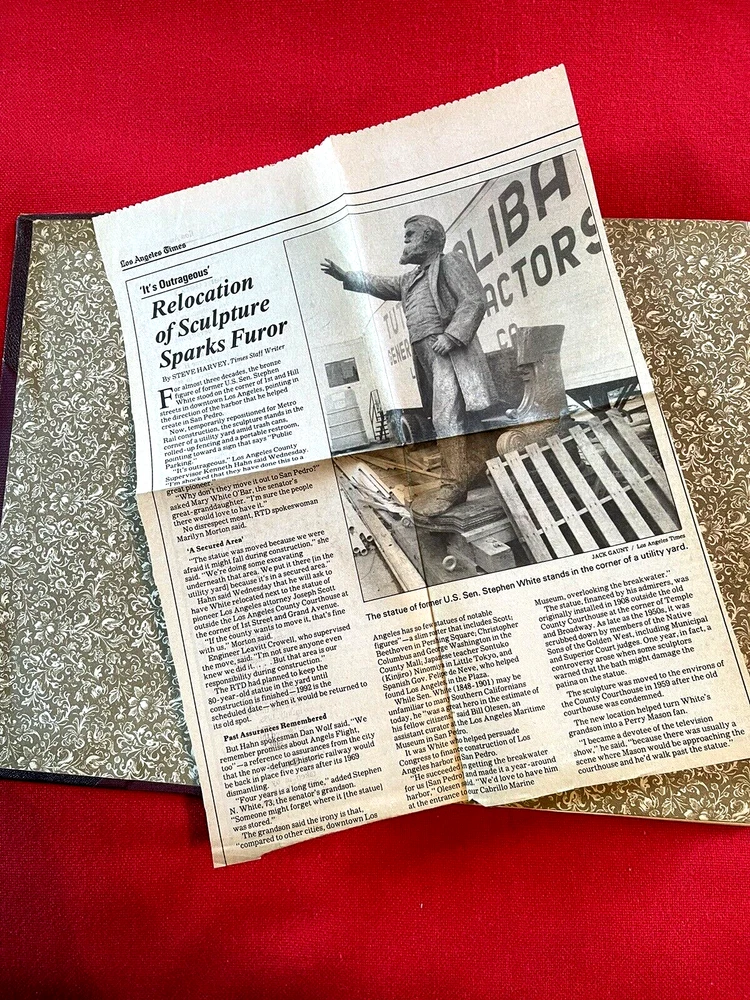 Los Angeles Times
'It's Outrageous'
Relocation
of Sculpture
Sparks Furor
By STEVE HARVEY, Times Staff Writer
For almost three decades, the bronze
figure of former U.S. Sen. Stephen
White stood on the corner of 1st and Hill
streets in downtown Los Angeles, pointing in
the direction of the harbor that he helped
create in San Pedro.
Now, temporarily repositioned for Metro
Rail construction, the sculpture stands in the
corner of a utility yard amid trash cans,
rolled-up fencing and a portable restroom,
pointing toward a sign that says "Public
Parking."
"It's outrageous," Los Angeles County
Supervisor Kenneth Hahn said Wednesday.
"I'm shocked that they have done this to a
great pioneer."
"Why don't they move it out to San Pedro?"
asked Mary White O'Bar, the senator's
great-granddaughter. "I'm sure the people
there would love to have it."
No disrespect meant, RTD spokeswoman
Marilyn Morton said.
'A Secured Area'
"The statue was moved because we were
afraid it might fall during construction," she
said. "We're doing some excavating
underneath that area. We put it there (in the
utility yard) because it's in a secured area."
Hahn said Wednesday that he will ask to
have White relocated next to the statue of
pioneer Los Angeles attorney Joseph Scott
outside the Los Angeles County Courthouse at
the corner of 1st Street and Grand Avenue.
"If the county wants to move it, that's fine
with us," Morton said.
Engineer Leavitt Crowell, who supervised
the move, said: "I'm not sure anyone even
knew we did it. . . . But that area is our
responsibility during construction."
The RTD had planned to keep the
80-year-old statue in the yard until
construction is finished—1992 is the
scheduled date—when it would be returned to
its old spot.
Past Assurances Remembered
But Hahn spokesman Dan Wolf said, "We
remember promises about Angels Flight,
too"—a reference to assurances from the city
that the now-defunct historic railway would
be back in place five years after its 1969
dismantling.
"Four years is a long time," added Stephen
N. White, 73, the senator's grandson.
"Someone might forget where it [the statue]
was stored."
The grandson said the irony is that,
"compared to other cities, downtown Los
LIBA
TUT
ACTORS
GENER
CO
JACK GAUNT / Los Angeles Times
The statue of former U.S. Sen. Stephen White stands in the corner of a utility yard.
Angeles has so few statues of notable
figures"—a slim roster that includes Scott;
Beethoven in Pershing Square; Christopher
Columbus and George Washington in the
County Mall; Japanese teacher Sontuko
(Kinjiro) Ninomiya in Little Tokyo, and
Spanish Gov. Felipe de Neve, who helped
found Los Angeles, in the Plaza.
While Sen. White (1848-1901) may be
unfamiliar to many Southern Californians
today, he "was a great hero in the estimation of
his fellow citizens," said Bill Olesen, an
assistant curator at the Los Angeles Maritime
Museum in San Pedro.
It was White who helped persuade
Congress to finance construction of Los
Angeles harbor in San Pedro.
"He succeeded in getting the breakwater
for us [San Pedro] and made it a year-around
harbor," Olesen said. "We'd love to have him
at the entrance to our Cabrillo Marine
Museum, overlooking the breakwater."
The statue, financed by his admirers, was
originally installed in 1908 outside the old
County Courthouse at the corner of Temple
and Broadway. As late as the 1950s, it was
scrubbed down by members of the Native
Sons of the Golden West, including Municipal
and Superior Court judges. One year, in fact, a
controversy arose when some sculptors
warned that the bath might damage the
patina on the statue.
The sculpture was moved to the environs of
the County Courthouse in 1959 after the old
courthouse was condemned.
The new location helped turn White's
grandson into a Perry Mason fan.
"I became a devotee of the television
show," he said, "because there was usually a
scene where Mason would be approaching the
courthouse and he'd walk past the statue."